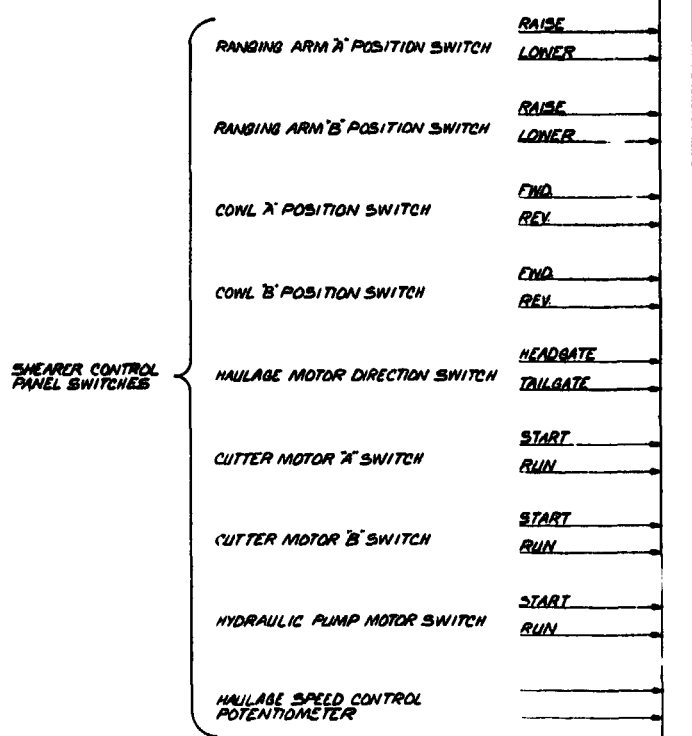 RAISE
RANGING ARM "A" POSITION SWITCH
LOWER
RAISE
RANGING ARM "B" POSITION SWITCH
LOWER
FWD.
COWL "A" POSITION SWITCH
REV.
FWD.
COWL "B" POSITION SWITCH
REV.
SHEARER CONTROL
PANEL SWITCHES
HEADGATE
HAULAGE MOTOR DIRECTION SWITCH
TAILGATE
START
CUTTER MOTOR "A" SWITCH
RUN
START
CUTTER MOTOR "B" SWITCH
RUN
START
HYDRAULIC PUMP MOTOR SWITCH
RUN
HAULAGE SPEED CONTROL
POTENTIOMETER